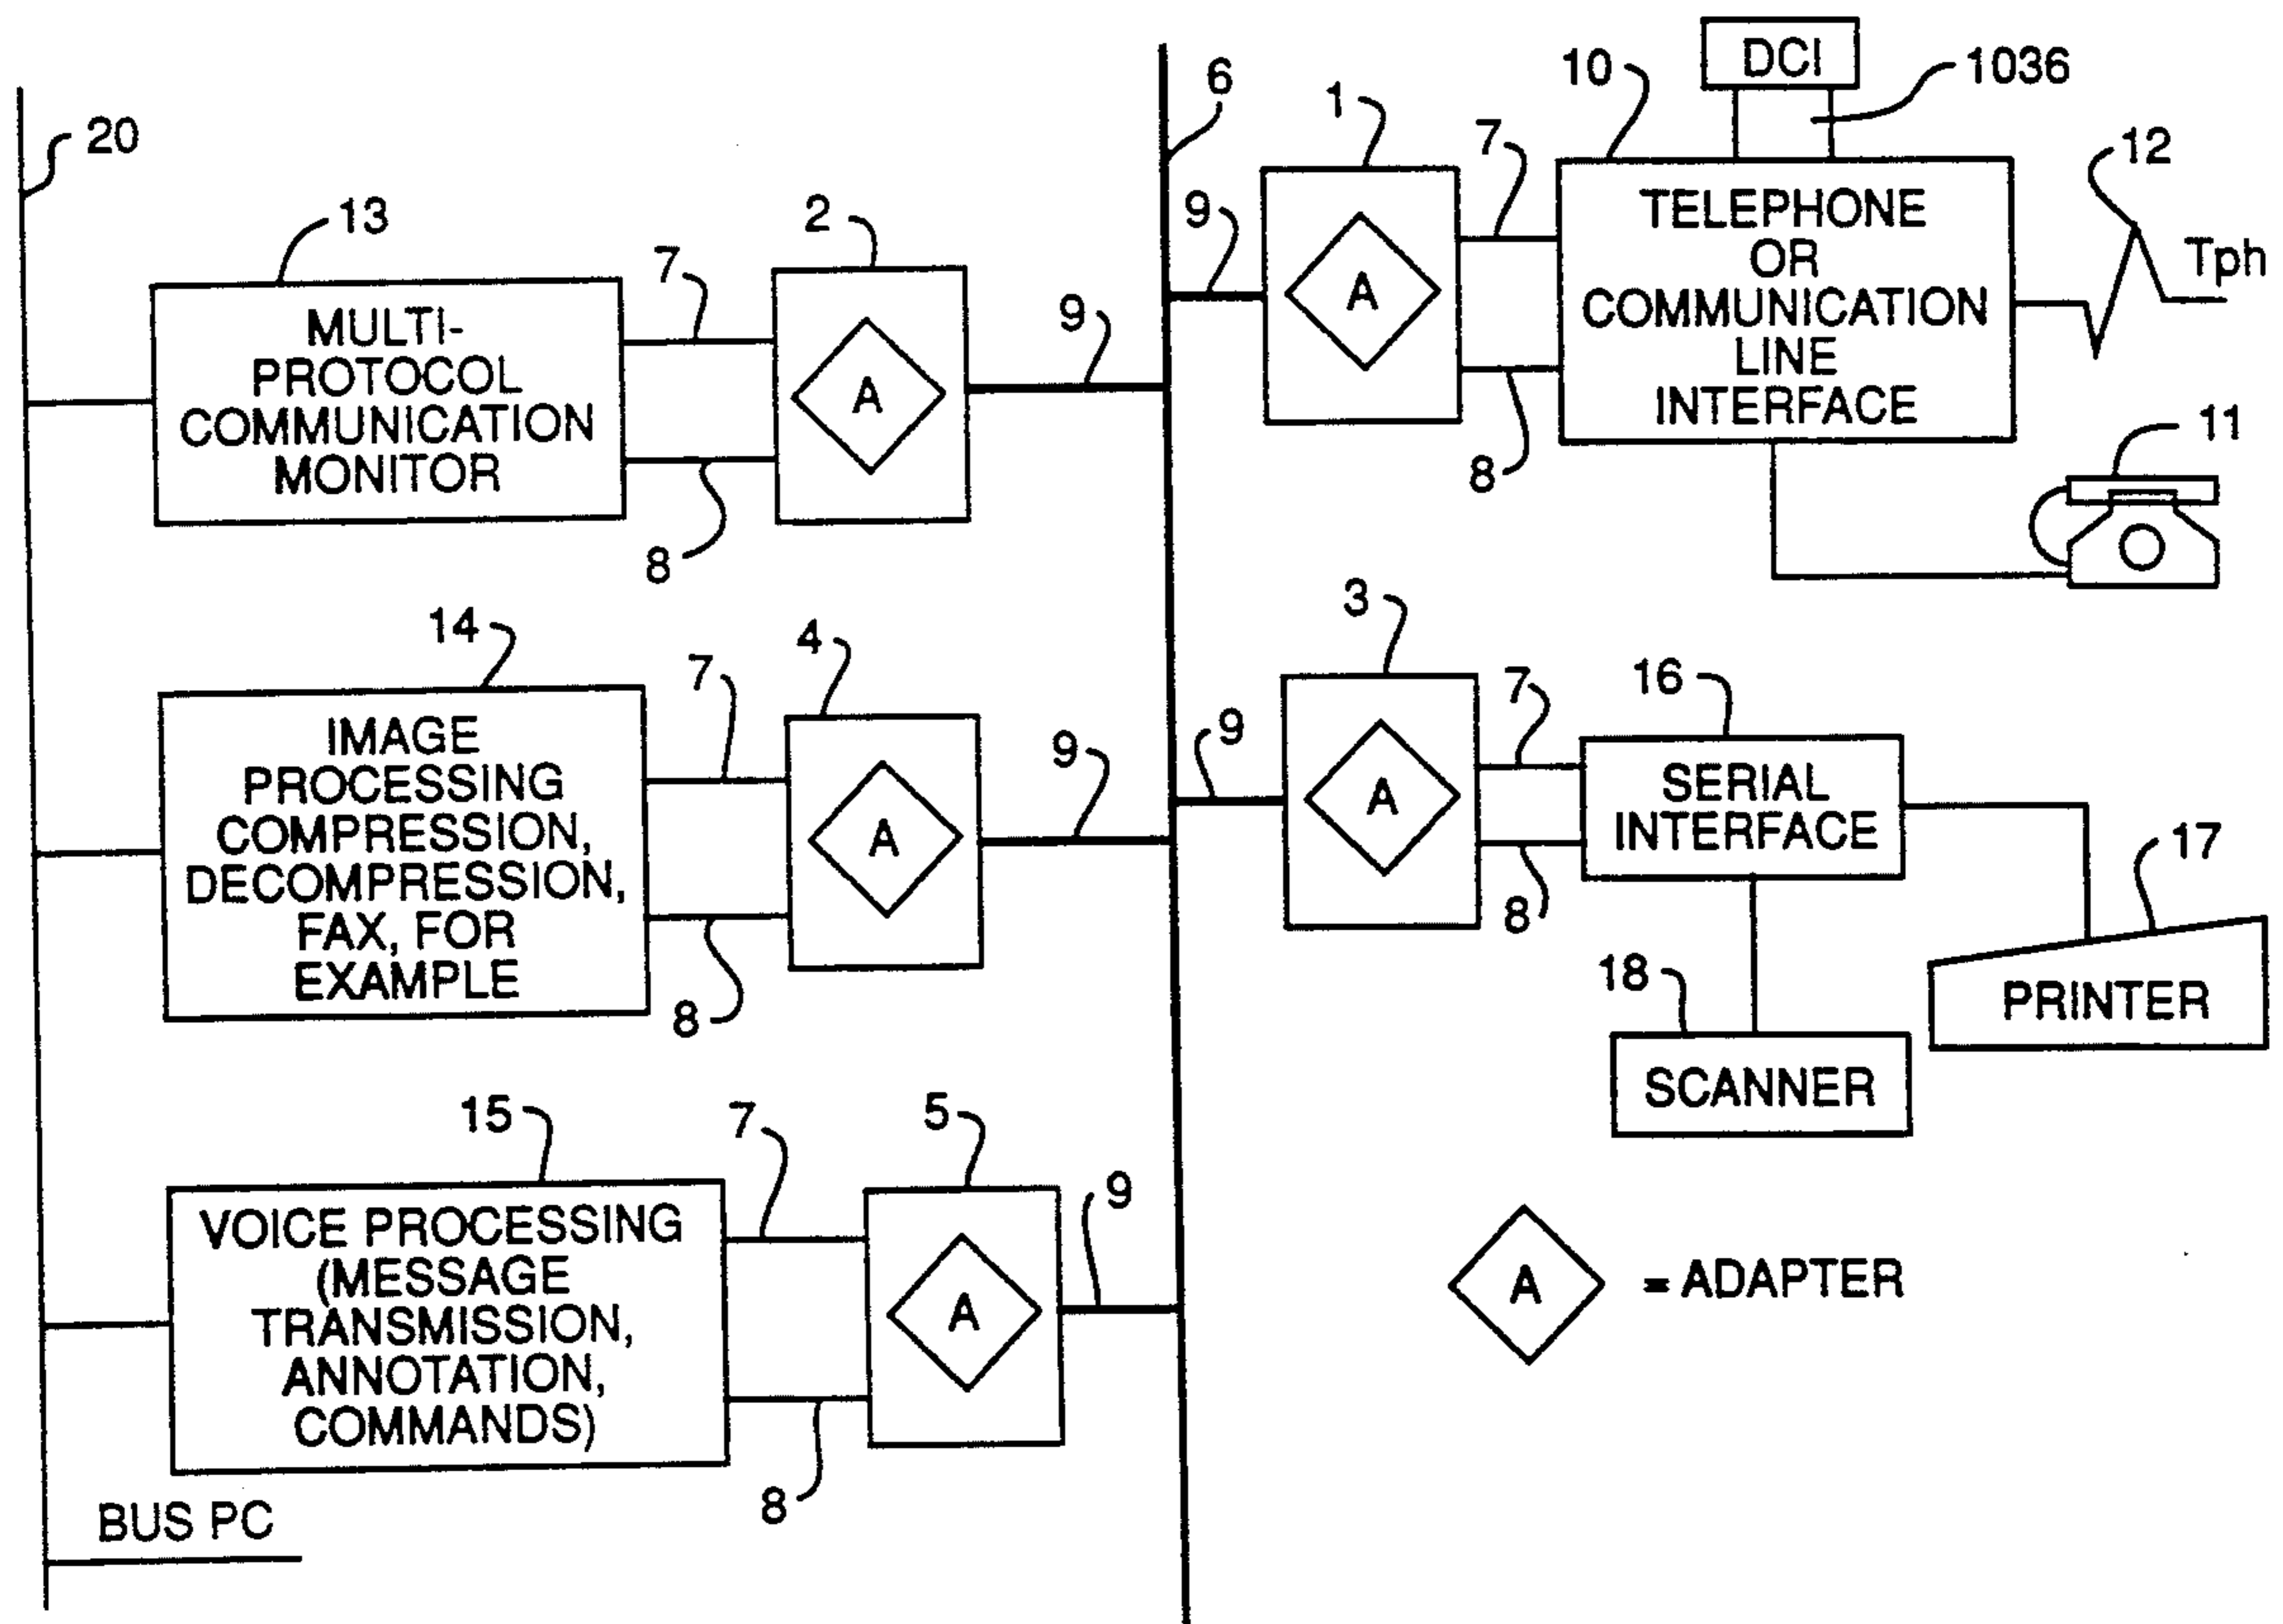 20
13
MULTI-
PROTOCOL
COMMUNICATION
MONITOR
7
8
2
A
9
6
9
1
A
7
8
10
DCI
1036
TELEPHONE
OR
COMMUNICATION
LINE
INTERFACE
12
Tph
11
14
IMAGE
PROCESSING
COMPRESSION,
DECOMPRESSION,
FAX, FOR
EXAMPLE
7
8
4
A
9
9
3
A
7
8
16
SERIAL
INTERFACE
17
PRINTER
18
SCANNER
15
VOICE PROCESSING
(MESSAGE
TRANSMISSION,
ANNOTATION,
COMMANDS)
7
8
5
A
9
A = ADAPTER
BUS PC